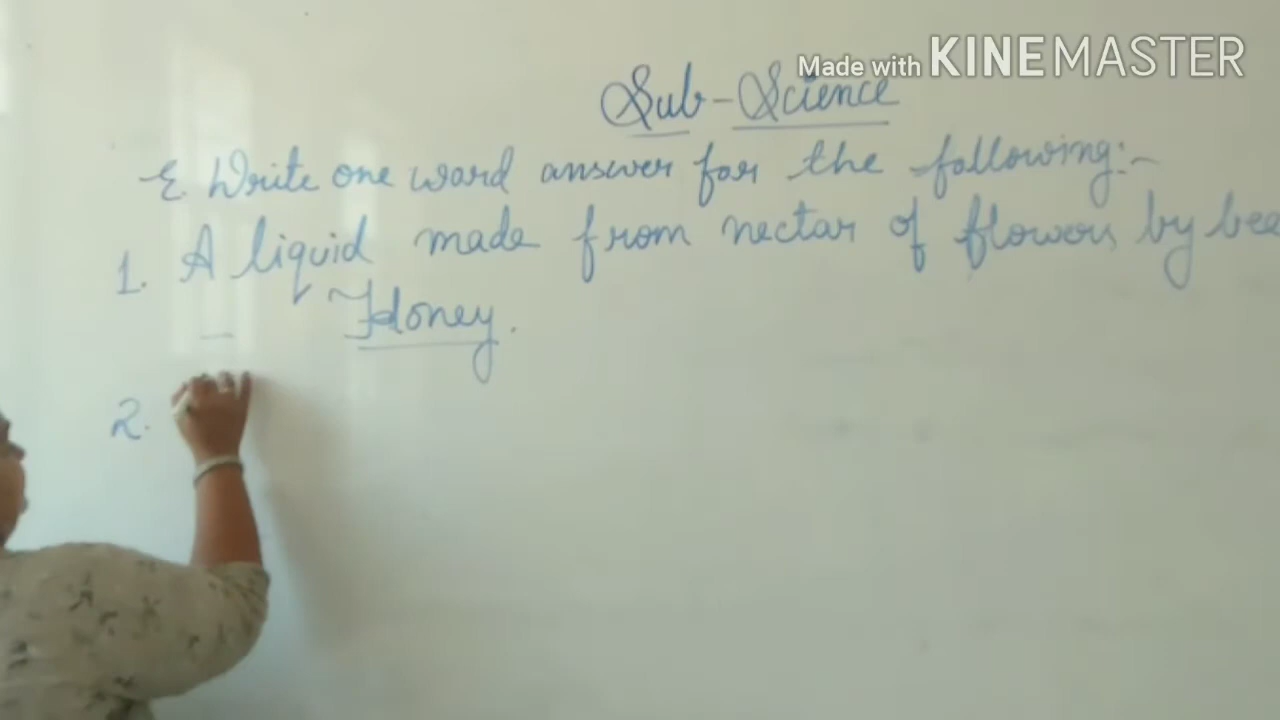 Made with KINEMASTER
Sub-Science
E. Write one word answer for the following:-
1. A liquid made from nectar of flowers by bee
Honey.
2.